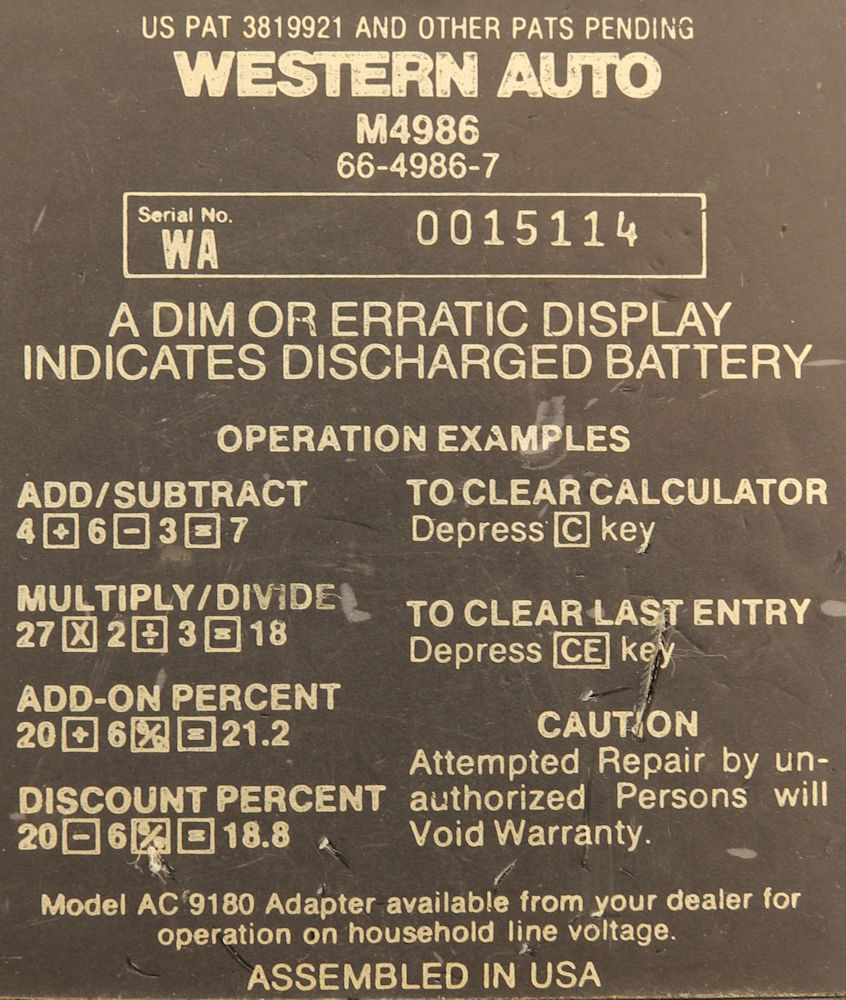 US PAT 3819921 AND OTHER PATS PENDING
WESTERN AUTO
M4986
66-4986-7
Serial No.
WA 0015114
A DIM OR ERRATIC DISPLAY
INDICATES DISCHARGED BATTERY
OPERATION EXAMPLES
ADD/SUBTRACT
4 + 6 − 3 = 7
MULTIPLY/DIVIDE
27 X 2 ÷ 3 = 18
ADD-ON PERCENT
20 + 6 % = 21.2
DISCOUNT PERCENT
20 − 6 % = 18.8
TO CLEAR CALCULATOR
Depress C key
TO CLEAR LAST ENTRY
Depress CE key
CAUTION
Attempted Repair by un-
authorized Persons will
Void Warranty.
Model AC 9180 Adapter available from your dealer for
operation on household line voltage.
ASSEMBLED IN USA